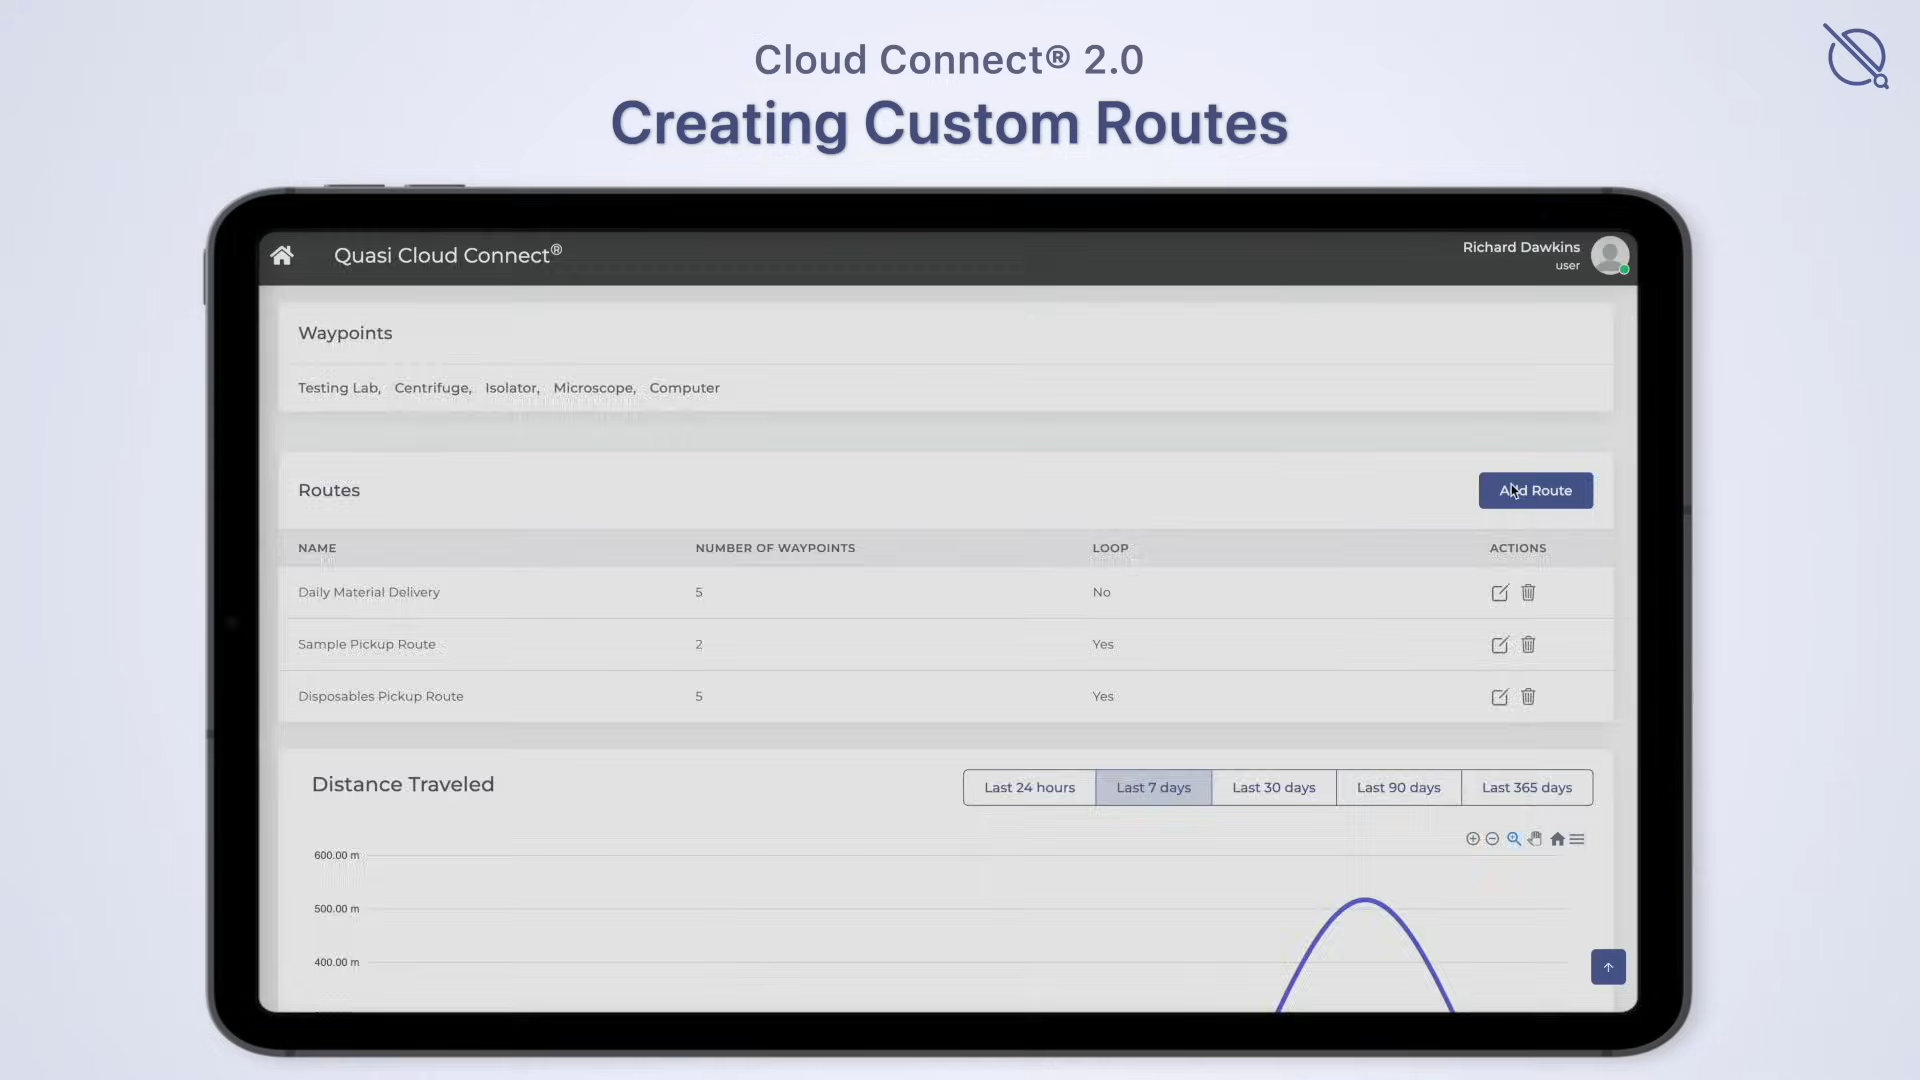 Cloud Connect® 2.0
Creating Custom Routes
Quasi Cloud Connect®
Richard Dawkins
user
Waypoints
Testing Lab, Centrifuge, Isolator, Microscope, Computer
Routes
Add Route
NAME NUMBER OF WAYPOINTS LOOP ACTIONS
Daily Material Delivery 5 No
Sample Pickup Route 2 Yes
Disposables Pickup Route 5 Yes
Distance Traveled
Last 24 hours Last 7 days Last 30 days Last 90 days Last 365 days
600.00 m
500.00 m
400.00 m